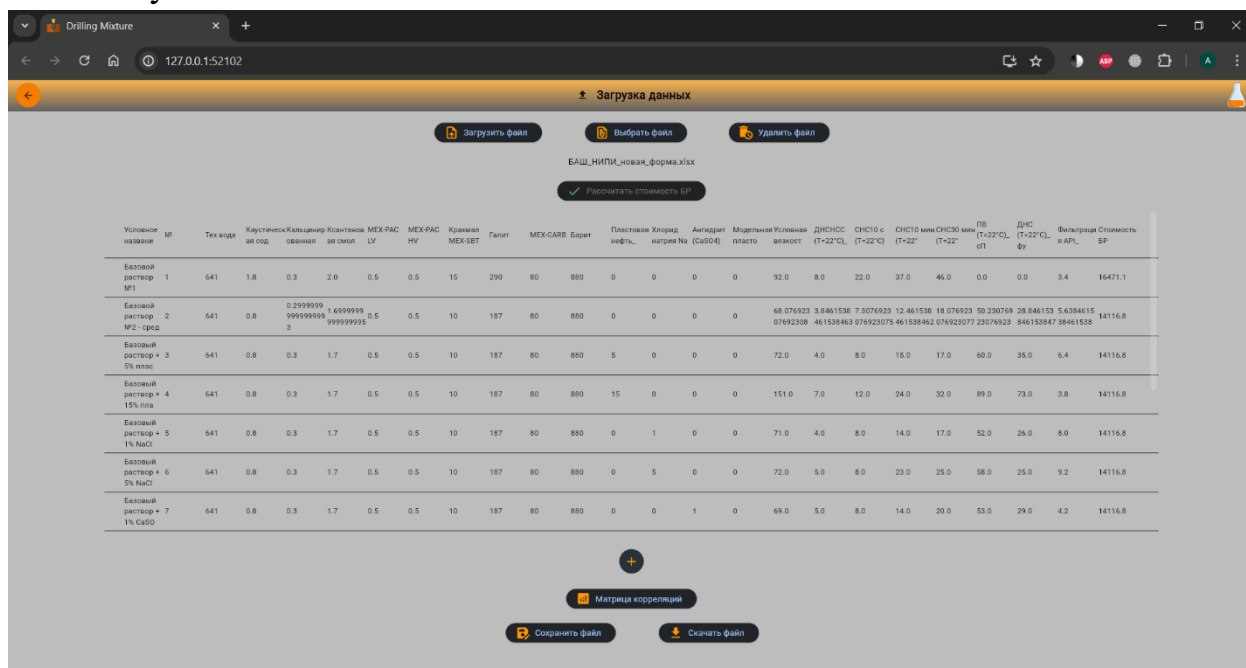 Drilling Mixture
127.0.0.1:52102
ABP
A
Загрузка данных
Загрузить файл Выбрать файл Удалить файл
БАШ_НИПИ_новая_форма.xlsx
Рассчитать стоимость БР
Условное названи № Тех вода Каустическ ая сод Кальцинир ованная Ксантанов ая смол MEX-PAC LV MEX-PAC HV Крахмал MEX-SBT Галит MEX-CARB Барит Пластовая нефть_ Хлорид натрия Na Ангидрит (CaSO4) Модельная пласто Условная вязкост ДНСНСС (T=22°C)_ СНС10 с (T=22°C) СНС10 мин (T=22° СНС30 мин (T=22° ПВ (T=22°C)_ сП ДНС (T=22°C)_ фу Фильтраци я API_ Стоимость БР
Базовой раствор №1 1 641 1.8 0.3 2.0 0.5 0.5 15 290 80 880 0 0 0 0 92.0 8.0 22.0 37.0 46.0 0.0 0.0 3.4 16471.1
Базовой раствор №2 - сред 2 641 0.8 0.2999999 999999999 3 1.6999999 999999995 0.5 0.5 10 187 80 880 0 0 0 0 68.076923 07692308 3.8461538 461538463 7.3076923 076923075 12.461538 461538462 18.076923 076923077 50.230769 23076923 28.846153 846153847 5.6384615 38461538 14116.8
Базовый раствор + 5% плас 3 641 0.8 0.3 1.7 0.5 0.5 10 187 80 880 5 0 0 0 72.0 4.0 8.0 15.0 17.0 60.0 35.0 6.4 14116.8
Базовый раствор + 15% пла 4 641 0.8 0.3 1.7 0.5 0.5 10 187 80 880 15 0 0 0 151.0 7.0 12.0 24.0 32.0 89.0 73.0 3.8 14116.8
Базовый раствор + 1% NaCl 5 641 0.8 0.3 1.7 0.5 0.5 10 187 80 880 0 1 0 0 71.0 4.0 8.0 14.0 17.0 52.0 26.0 8.0 14116.8
Базовый раствор + 5% NaCl 6 641 0.8 0.3 1.7 0.5 0.5 10 187 80 880 0 5 0 0 72.0 5.0 8.0 23.0 25.0 58.0 25.0 9.2 14116.8
Базовый раствор + 1% CaSO 7 641 0.8 0.3 1.7 0.5 0.5 10 187 80 880 0 0 1 0 69.0 5.0 8.0 14.0 20.0 53.0 29.0 4.2 14116.8
Матрица корреляций
Сохранить файл Скачать файл